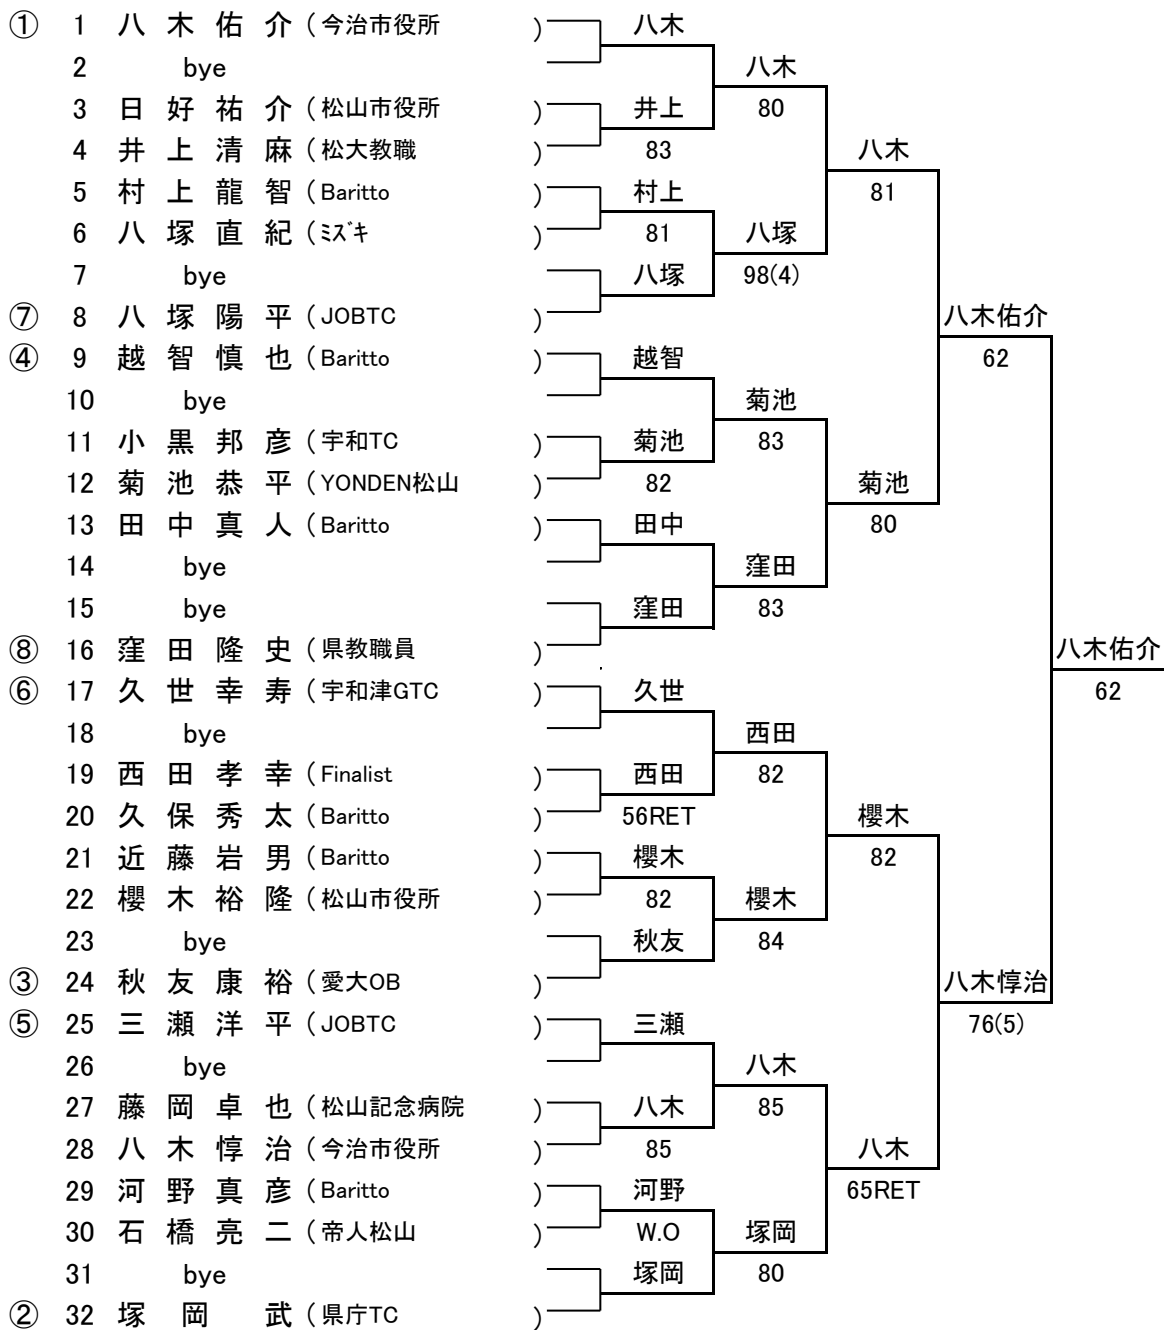 ① 1 八木佑介(今治市役所 ) 八木
2 bye 八木
3 日好祐介(松山市役所 ) 井上 80
4 井上清麻(松大教職 ) 83 八木
5 村上龍智(Baritto ) 村上 81
6 八塚直紀(ﾐｽﾞｷ ) 81 八塚
7 bye 八塚 98(4)
⑦ 8 八塚陽平(JOBTC ) 八木佑介
④ 9 越智慎也(Baritto ) 越智 62
10 bye 菊池
11 小黒邦彦(宇和TC ) 菊池 83
12 菊池恭平(YONDEN松山 ) 82 菊池
13 田中真人(Baritto ) 田中 80
14 bye 窪田
15 bye 窪田 83
⑧ 16 窪田隆史(県教職員 ) 八木佑介
⑥ 17 久世幸寿(宇和津GTC ) 久世 62
18 bye 西田
19 西田孝幸(Finalist ) 西田 82
20 久保秀太(Baritto ) 56RET 櫻木
21 近藤岩男(Baritto ) 櫻木 82
22 櫻木裕隆(松山市役所 ) 82 櫻木
23 bye 秋友 84
③ 24 秋友康裕(愛大OB ) 八木惇治
⑤ 25 三瀬洋平(JOBTC ) 三瀬 76(5)
26 bye 八木
27 藤岡卓也(松山記念病院 ) 八木 85
28 八木惇治(今治市役所 ) 85 八木
29 河野真彦(Baritto ) 河野 65RET
30 石橋亮二(帝人松山 ) W.O 塚岡
31 bye 塚岡 80
② 32 塚岡 武(県庁TC )